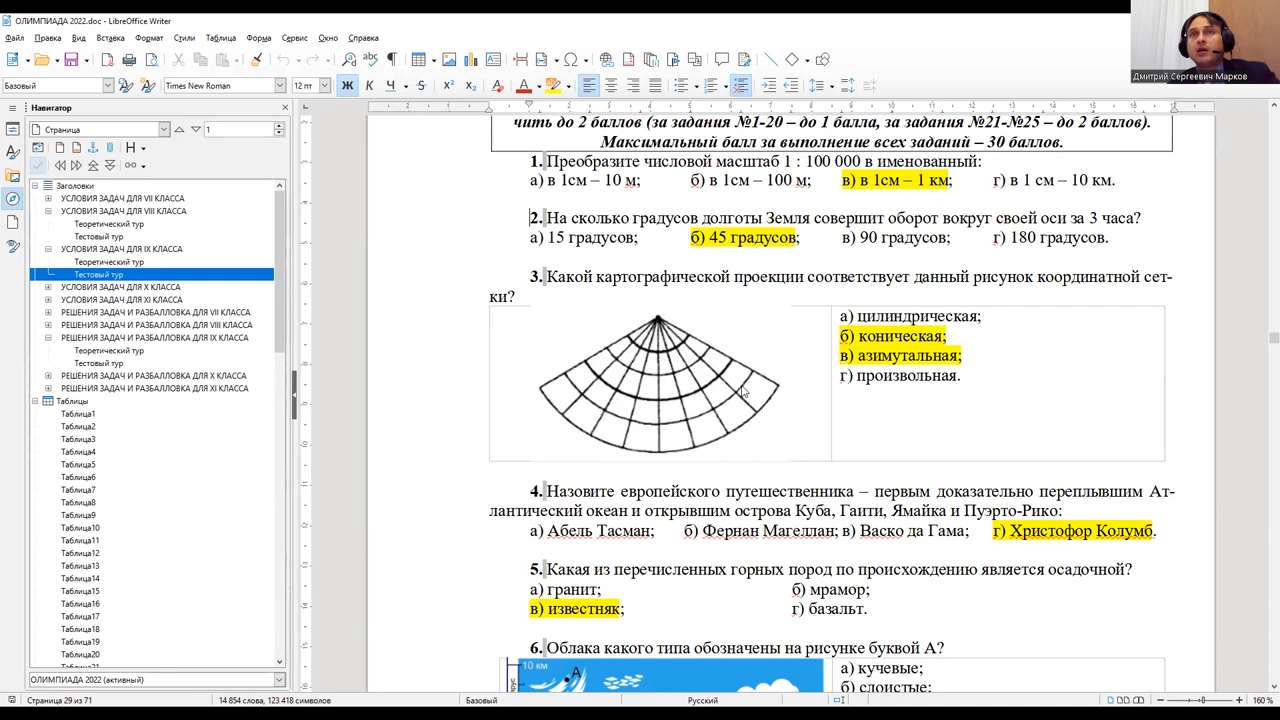 ОЛИМПИАДА 2022.doc - LibreOffice Writer
Файл Правка Вид Вставка Формат Стили Таблица Форма Сервис Окно Справка
Базовый Times New Roman 12 пт Ж К Ч
Дмитрий Сергеевич Марков
Навигатор
Страница 1
Заголовки
УСЛОВИЯ ЗАДАЧ ДЛЯ VII КЛАССА
УСЛОВИЯ ЗАДАЧ ДЛЯ VIII КЛАССА
Теоретический тур
Тестовый тур
УСЛОВИЯ ЗАДАЧ ДЛЯ IX КЛАССА
Теоретический тур
Тестовый тур
УСЛОВИЯ ЗАДАЧ ДЛЯ X КЛАССА
УСЛОВИЯ ЗАДАЧ ДЛЯ XI КЛАССА
РЕШЕНИЯ ЗАДАЧ И РАЗБАЛЛОВКА ДЛЯ VII КЛАССА
РЕШЕНИЯ ЗАДАЧ И РАЗБАЛЛОВКА ДЛЯ VIII КЛАССА
РЕШЕНИЯ ЗАДАЧ И РАЗБАЛЛОВКА ДЛЯ IX КЛАССА
Теоретический тур
Тестовый тур
РЕШЕНИЯ ЗАДАЧ И РАЗБАЛЛОВКА ДЛЯ X КЛАССА
РЕШЕНИЯ ЗАДАЧ И РАЗБАЛЛОВКА ДЛЯ XI КЛАССА
Таблицы
Таблица1
Таблица2
Таблица3
Таблица4
Таблица5
Таблица6
Таблица7
Таблица8
Таблица9
Таблица10
Таблица11
Таблица12
Таблица13
Таблица14
Таблица15
Таблица16
Таблица17
Таблица18
Таблица19
Таблица20
Таблица21
ОЛИМПИАДА 2022 (активный)
чить до 2 баллов (за задания №1-20 – до 1 балла, за задания №21-№25 – до 2 баллов).
Максимальный балл за выполнение всех заданий – 30 баллов.
1. Преобразите числовой масштаб 1 : 100 000 в именованный:
а) в 1см – 10 м; б) в 1см – 100 м; в) в 1см – 1 км; г) в 1 см – 10 км.
2. На сколько градусов долготы Земля совершит оборот вокруг своей оси за 3 часа?
а) 15 градусов; б) 45 градусов; в) 90 градусов; г) 180 градусов.
3. Какой картографической проекции соответствует данный рисунок координатной сет-
ки?
а) цилиндрическая;
б) коническая;
в) азимутальная;
г) произвольная.
4. Назовите европейского путешественника – первым доказательно переплывшим Ат-
лантический океан и открывшим острова Куба, Гаити, Ямайка и Пуэрто-Рико:
а) Абель Тасман; б) Фернан Магеллан; в) Васко да Гама; г) Христофор Колумб.
5. Какая из перечисленных горных пород по происхождению является осадочной?
а) гранит; б) мрамор;
в) известняк; г) базальт.
6. Облака какого типа обозначены на рисунке буквой А?
10 км А
а) кучевые;
б) слоистые;
Страница 29 из 71 14 854 слова, 123 418 символов Базовый Русский 160 %